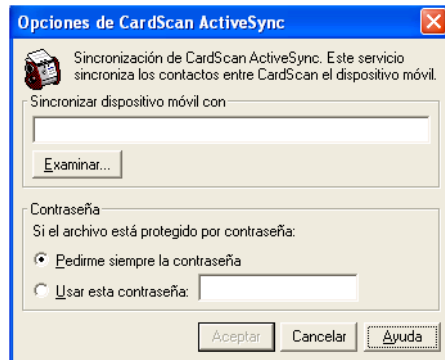 Opciones de CardScan ActiveSync
Sincronización de CardScan ActiveSync. Este servicio
sincroniza los contactos entre CardScan el dispositivo móvil.
Sincronizar dispositivo móvil con
Examinar...
Contraseña
Si el archivo está protegido por contraseña:
Pedirme siempre la contraseña
Usar esta contraseña:
Aceptar Cancelar Ayuda